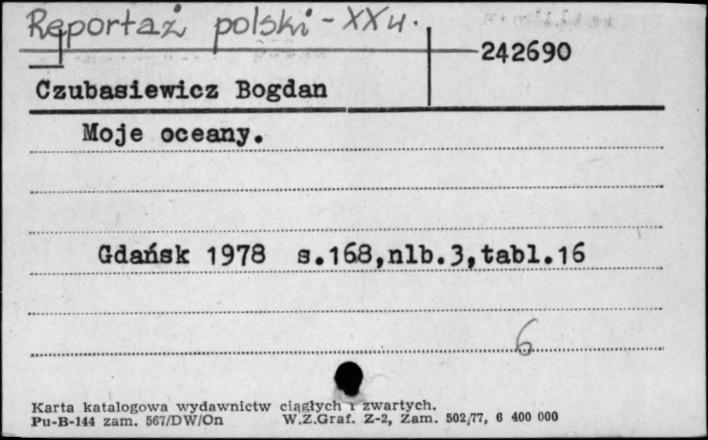 Reportaż polski - XX w.
242690
Czubasiewicz Bogdan
Moje oceany.
Gdańsk 1978 s.168,nlb.3,tabl.16
6
Karta katalogowa wydawnictw ciągłych i zwartych.
Pu-B-144 zam. 567/DW/On W.Z.Graf. Z-2, Zam. 502/77, 6 400 000